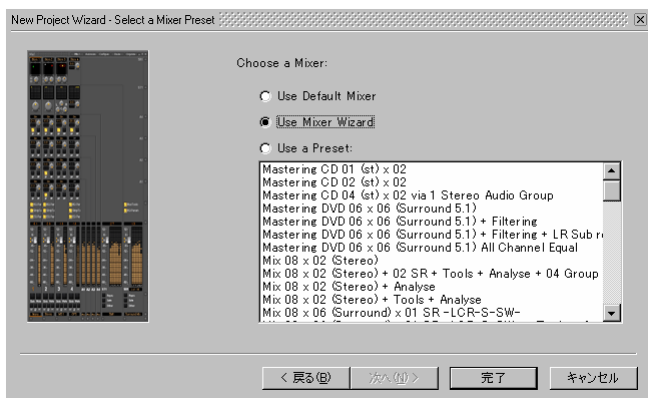 New Project Wizard - Select a Mixer Preset
Choose a Mixer:
Use Default Mixer
Use Mixer Wizard
Use a Preset:
Mastering CD 01 (st) x 02
Mastering CD 02 (st) x 02
Mastering CD 04 (st) x 02 via 1 Stereo Audio Group
Mastering DVD 06 x 06 (Surround 5.1)
Mastering DVD 06 x 06 (Surround 5.1) + Filtering
Mastering DVD 06 x 06 (Surround 5.1) + Filtering + LR Sub
Mastering DVD 06 x 06 (Surround 5.1) All Channel Equal
Mix 08 x 02 (Stereo)
Mix 08 x 02 (Stereo) + 02 SR + Tools + Analyse + 04 Group
Mix 08 x 02 (Stereo) + Analyse
Mix 08 x 02 (Stereo) + Tools + Analyse
Mix 08 x 06 (Surround) x 01 SR -LCR-S-SW-
< 戻る(B)
次へ(N) >
完了
キャンセル